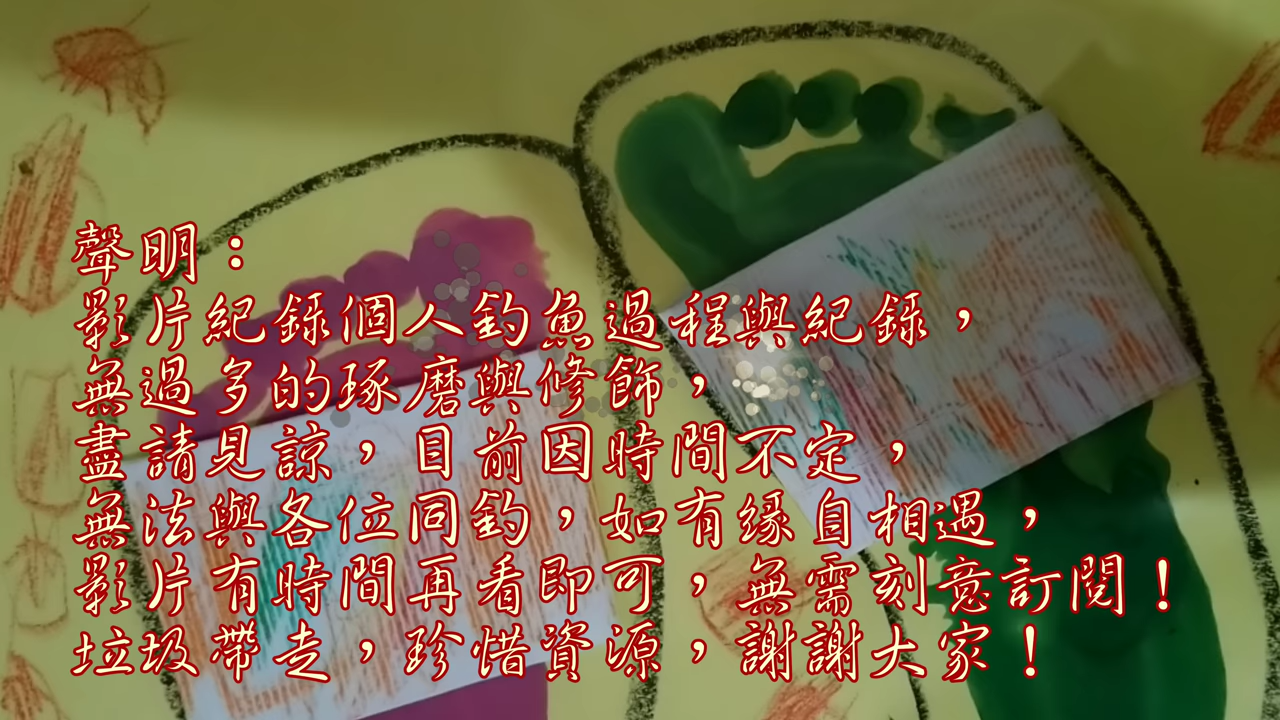 聲明：
影片紀錄個人釣魚過程與紀錄，
無過多的琢磨與修飾，
盡請見諒，目前因時間不定，
無法與各位同釣，如有緣自相遇，
影片有時間再看即可，無需刻意訂閱！
垃圾帶走，珍惜資源，謝謝大家！